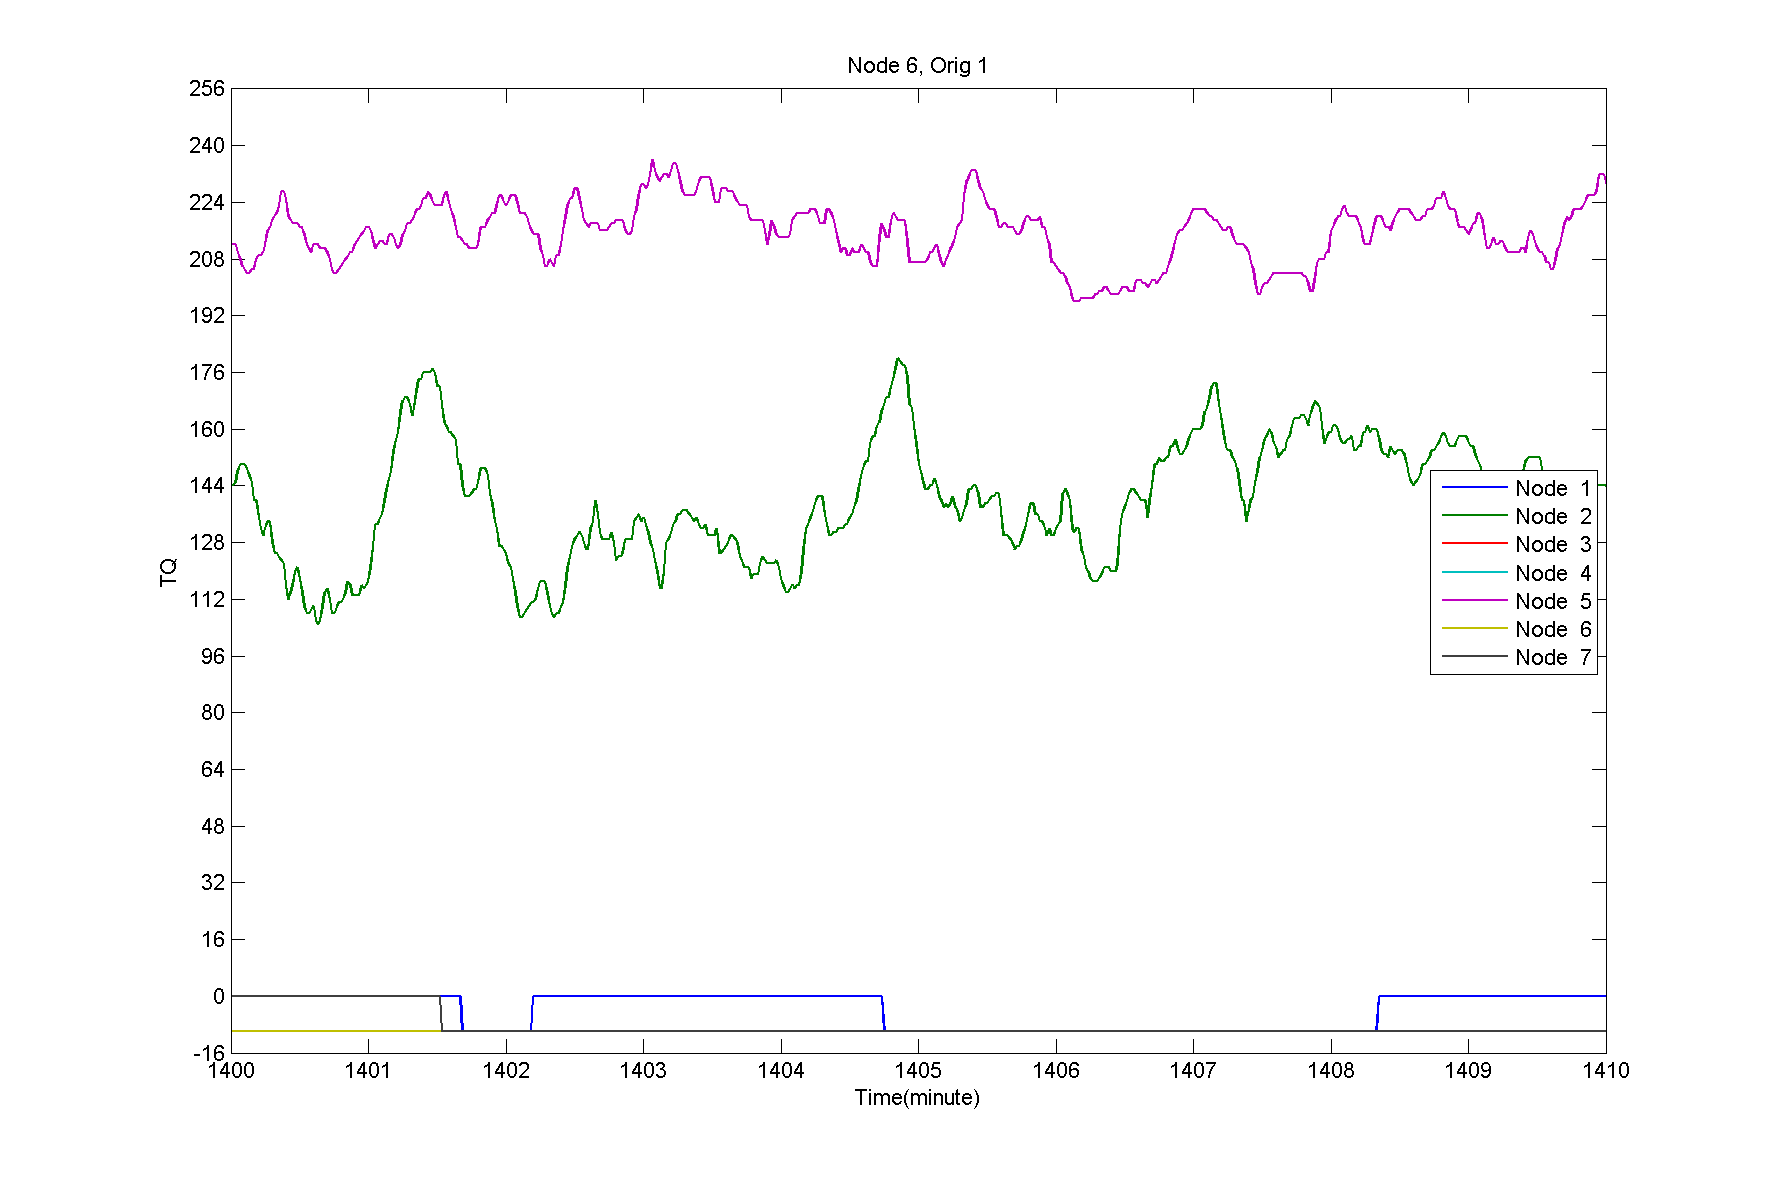 Node 6, Orig 1
256
240
224
208
192
176
160
144
128
112
96
80
64
48
32
16
0
-16
TQ
Node 1
Node 2
Node 3
Node 4
Node 5
Node 6
Node 7
1400 1401 1402 1403 1404 1405 1406 1407 1408 1409 1410
Time(minute)